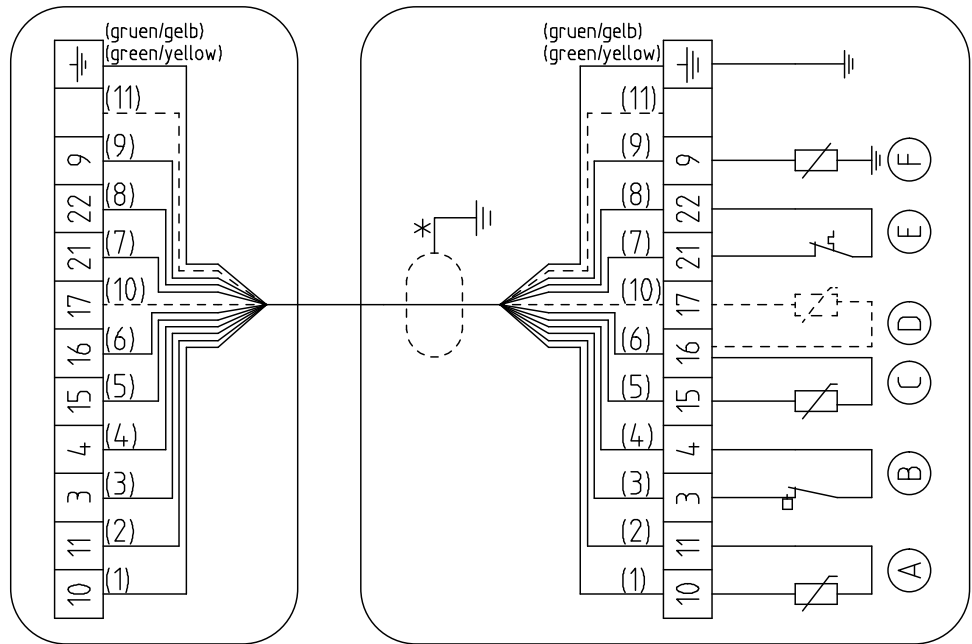 (gruen/gelb)
(green/yellow)
(11)
9 (9)
22 (8)
21 (7)
17 (10)
16 (6)
15 (5)
4 (4)
3 (3)
11 (2)
10 (1)
*
(gruen/gelb)
(green/yellow)
(11)
(9) 9 F
(8) 22
(7) 21 E
(10) 17
D
(6) 16
C
(5) 15
(4) 4
B
(3) 3
(2) 11
A
(1) 10